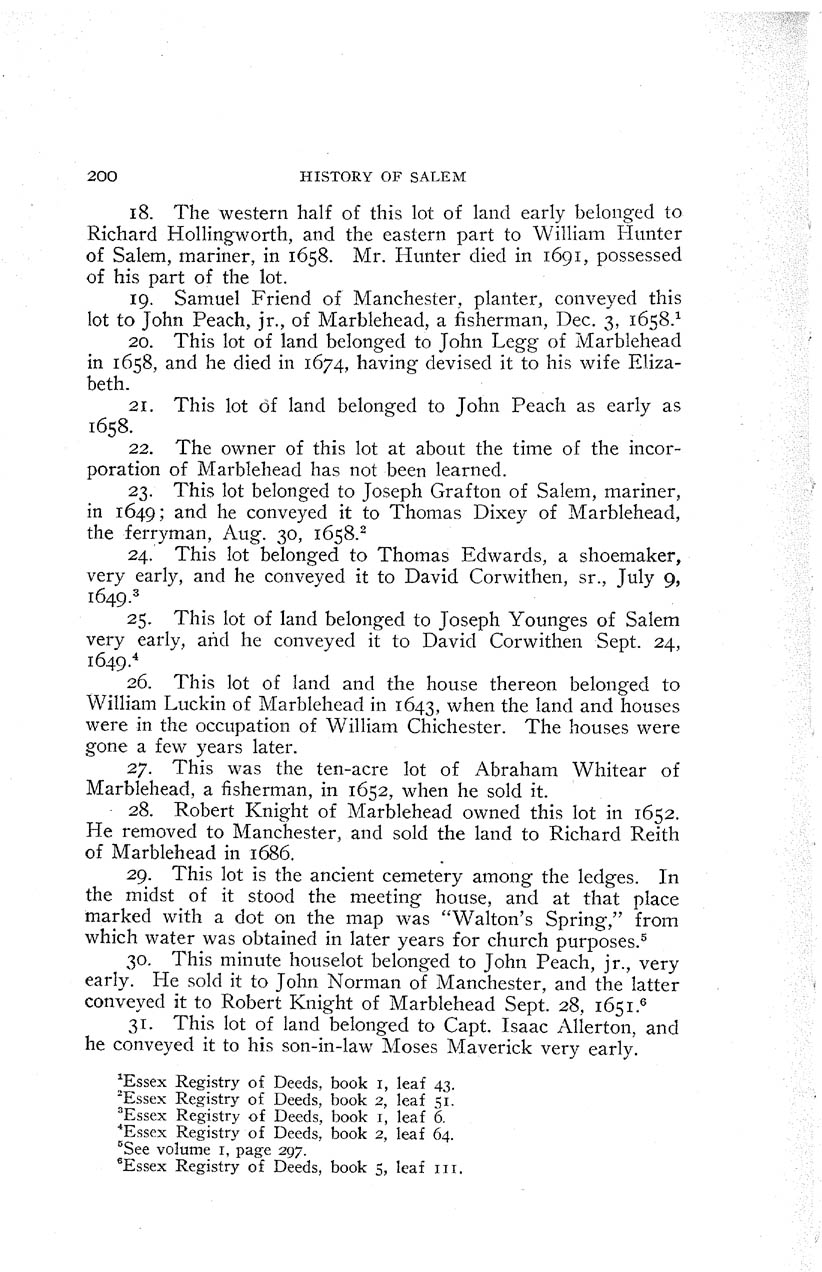 200 HISTORY OF SALEM
18. The western half of this lot of land early belonged to
Richard Hollingworth, and the eastern part to William Hunter
of Salem, mariner, in 1658. Mr. Hunter died in 1691, possessed
of his part of the lot.
19. Samuel Friend of Manchester, planter, conveyed this
lot to John Peach, jr., of Marblehead, a fisherman, Dec. 3, 1658.¹
20. This lot of land belonged to John Legg of Marblehead
in 1658, and he died in 1674, having devised it to his wife Eliza-
beth.
21. This lot of land belonged to John Peach as early as
1658.
22. The owner of this lot at about the time of the incor-
poration of Marblehead has not been learned.
23. This lot belonged to Joseph Grafton of Salem, mariner,
in 1649; and he conveyed it to Thomas Dixey of Marblehead,
the ferryman, Aug. 30, 1658.²
24. This lot belonged to Thomas Edwards, a shoemaker,
very early, and he conveyed it to David Corwithen, sr., July 9,
1649.³
25. This lot of land belonged to Joseph Younges of Salem
very early, and he conveyed it to David Corwithen Sept. 24,
1649.⁴
26. This lot of land and the house thereon belonged to
William Luckin of Marblehead in 1643, when the land and houses
were in the occupation of William Chichester. The houses were
gone a few years later.
27. This was the ten-acre lot of Abraham Whitear of
Marblehead, a fisherman, in 1652, when he sold it.
28. Robert Knight of Marblehead owned this lot in 1652.
He removed to Manchester, and sold the land to Richard Reith
of Marblehead in 1686.
29. This lot is the ancient cemetery among the ledges. In
the midst of it stood the meeting house, and at that place
marked with a dot on the map was "Walton's Spring," from
which water was obtained in later years for church purposes.⁵
30. This minute houselot belonged to John Peach, jr., very
early. He sold it to John Norman of Manchester, and the latter
conveyed it to Robert Knight of Marblehead Sept. 28, 1651.⁶
31. This lot of land belonged to Capt. Isaac Allerton, and
he conveyed it to his son-in-law Moses Maverick very early.
¹Essex Registry of Deeds, book 1, leaf 43.
²Essex Registry of Deeds, book 2, leaf 51.
³Essex Registry of Deeds, book 1, leaf 6.
⁴Essex Registry of Deeds, book 2, leaf 64.
⁵See volume 1, page 297.
⁶Essex Registry of Deeds, book 5, leaf 111.